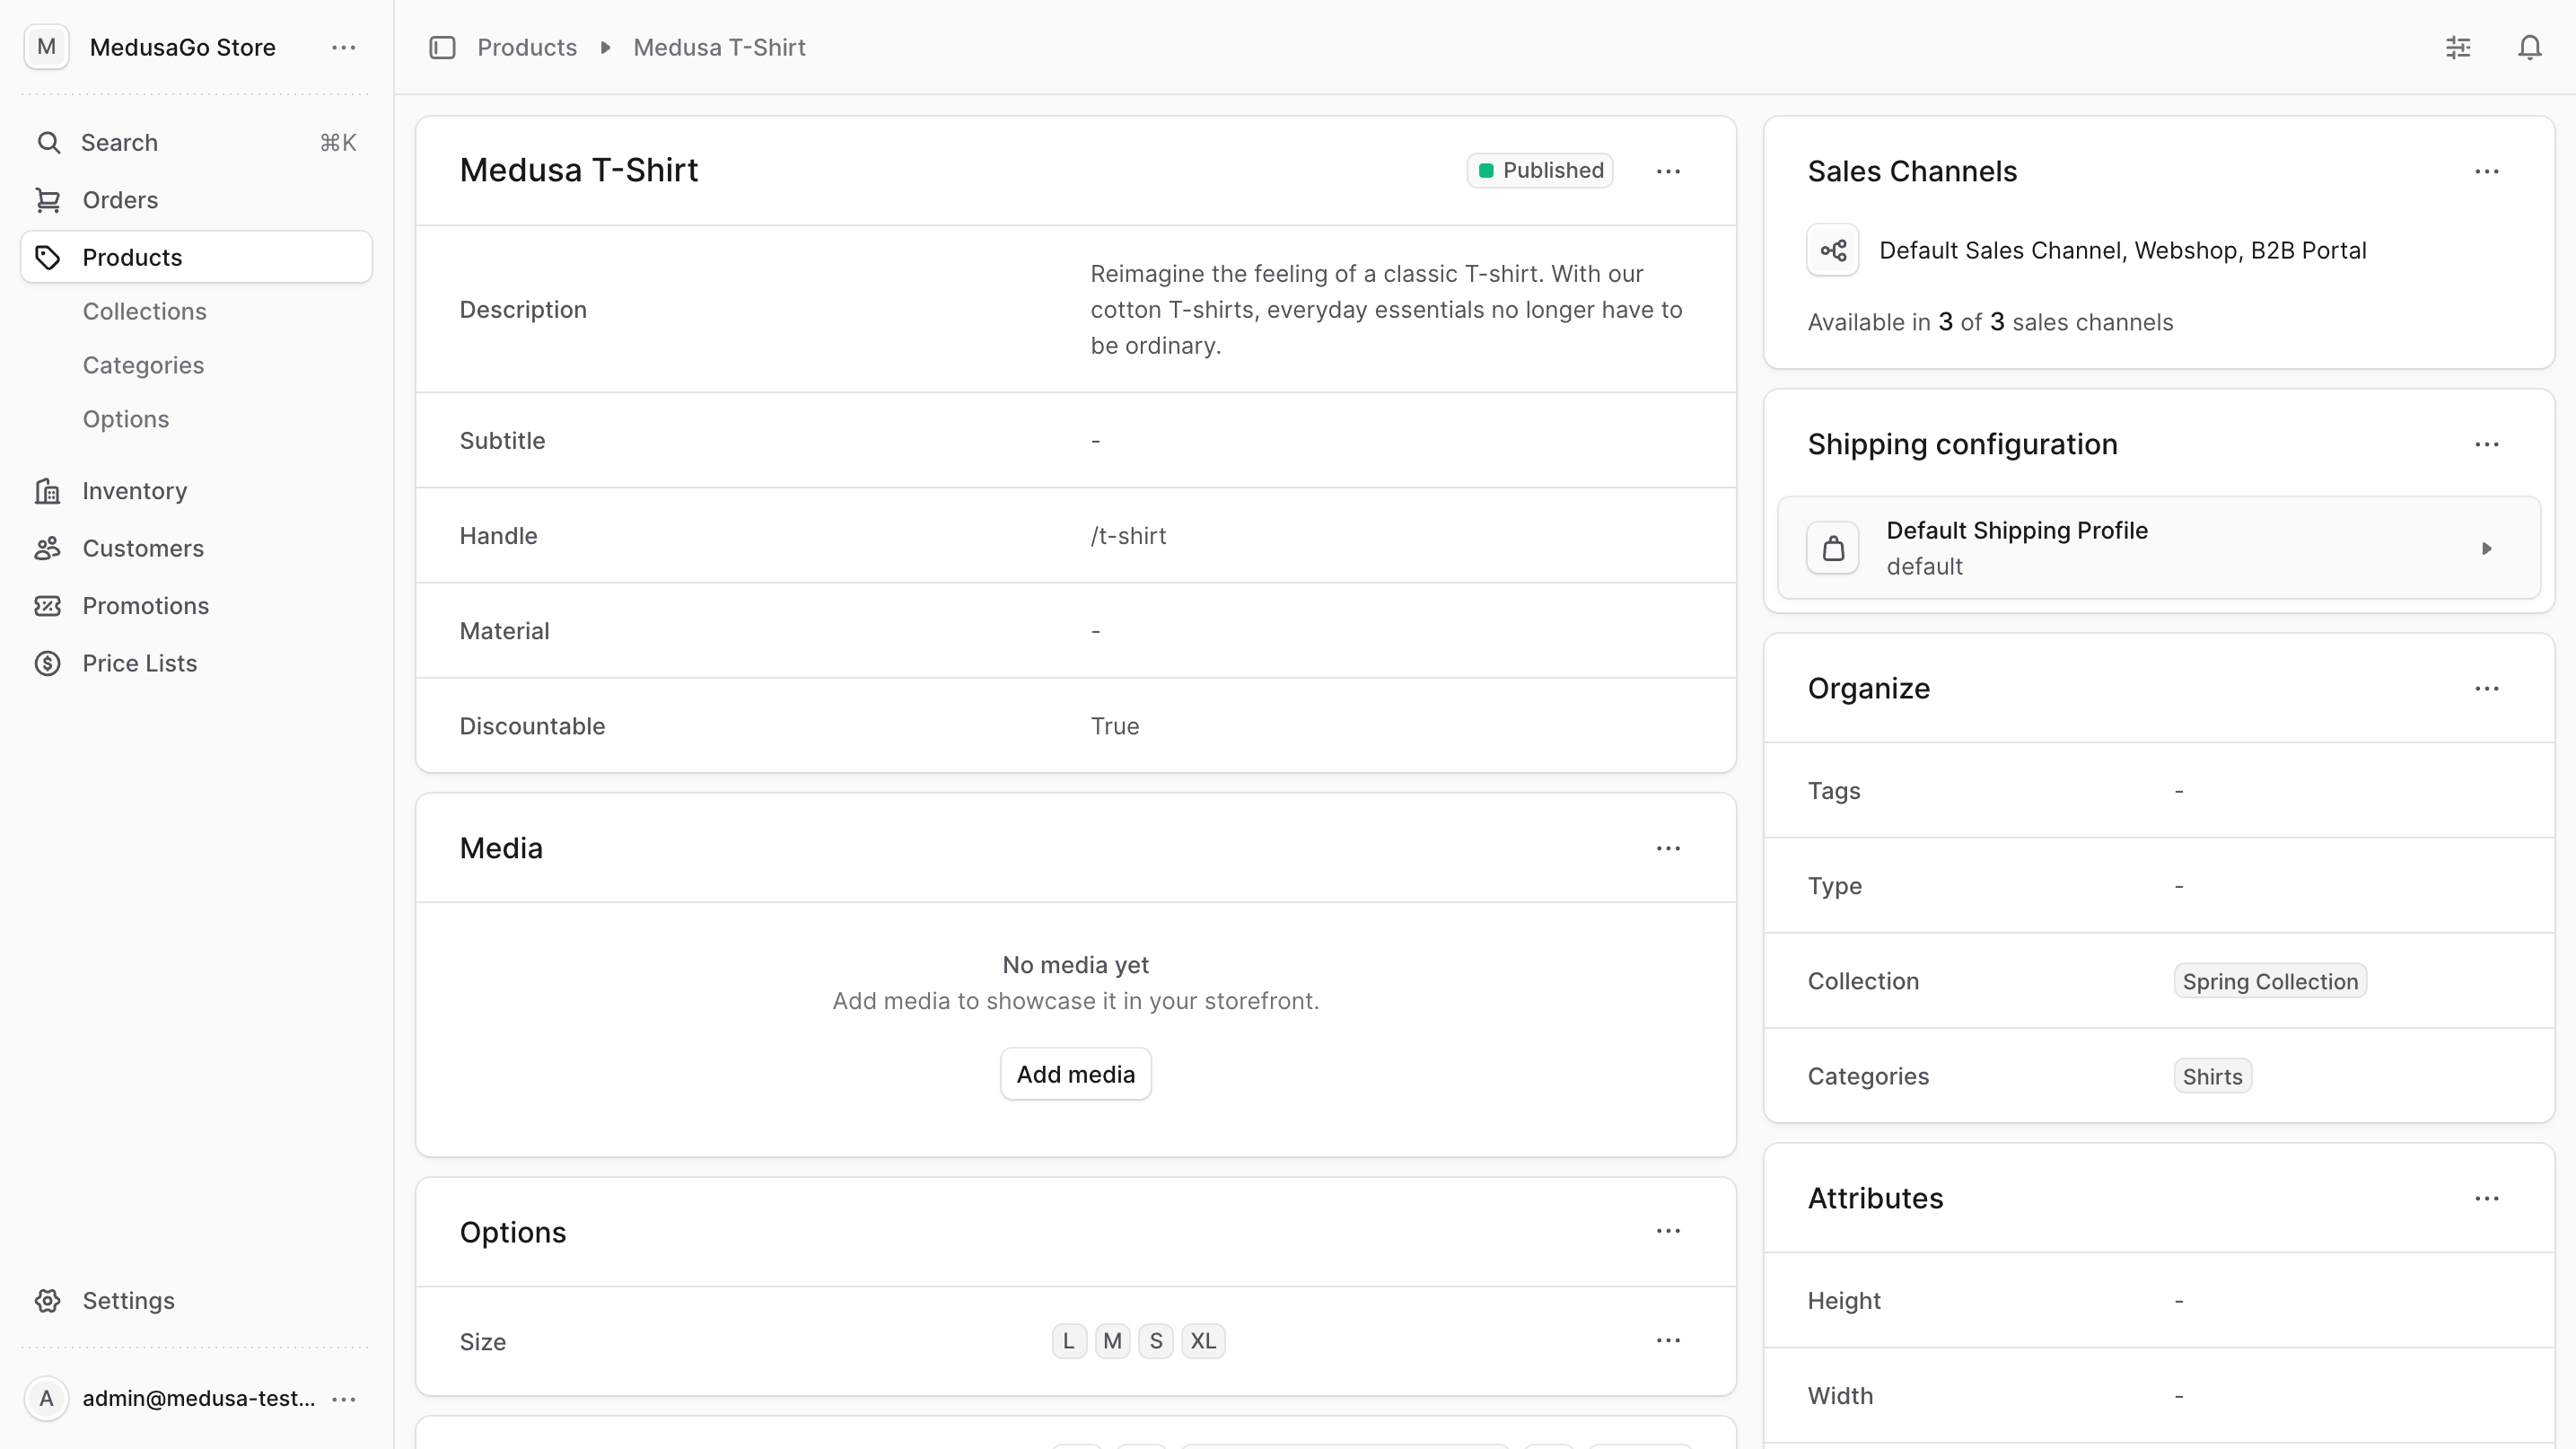 M
MedusaGo Store
Search
⌘K
Orders
Products
Collections
Categories
Options
Inventory
Customers
Promotions
Price Lists
Settings
A
admin@medusa-test...
Products
Medusa T-Shirt
Medusa T-Shirt
Published
Description
Reimagine the feeling of a classic T-shirt. With our
cotton T-shirts, everyday essentials no longer have to
be ordinary.
Subtitle
-
Handle
/t-shirt
Material
-
Discountable
True
Media
No media yet
Add media to showcase it in your storefront.
Add media
Options
Size
L M S XL
Sales Channels
Default Sales Channel, Webshop, B2B Portal
Available in 3 of 3 sales channels
Shipping configuration
Default Shipping Profile
default
Organize
Tags
-
Type
-
Collection
Spring Collection
Categories
Shirts
Attributes
Height
-
Width
-